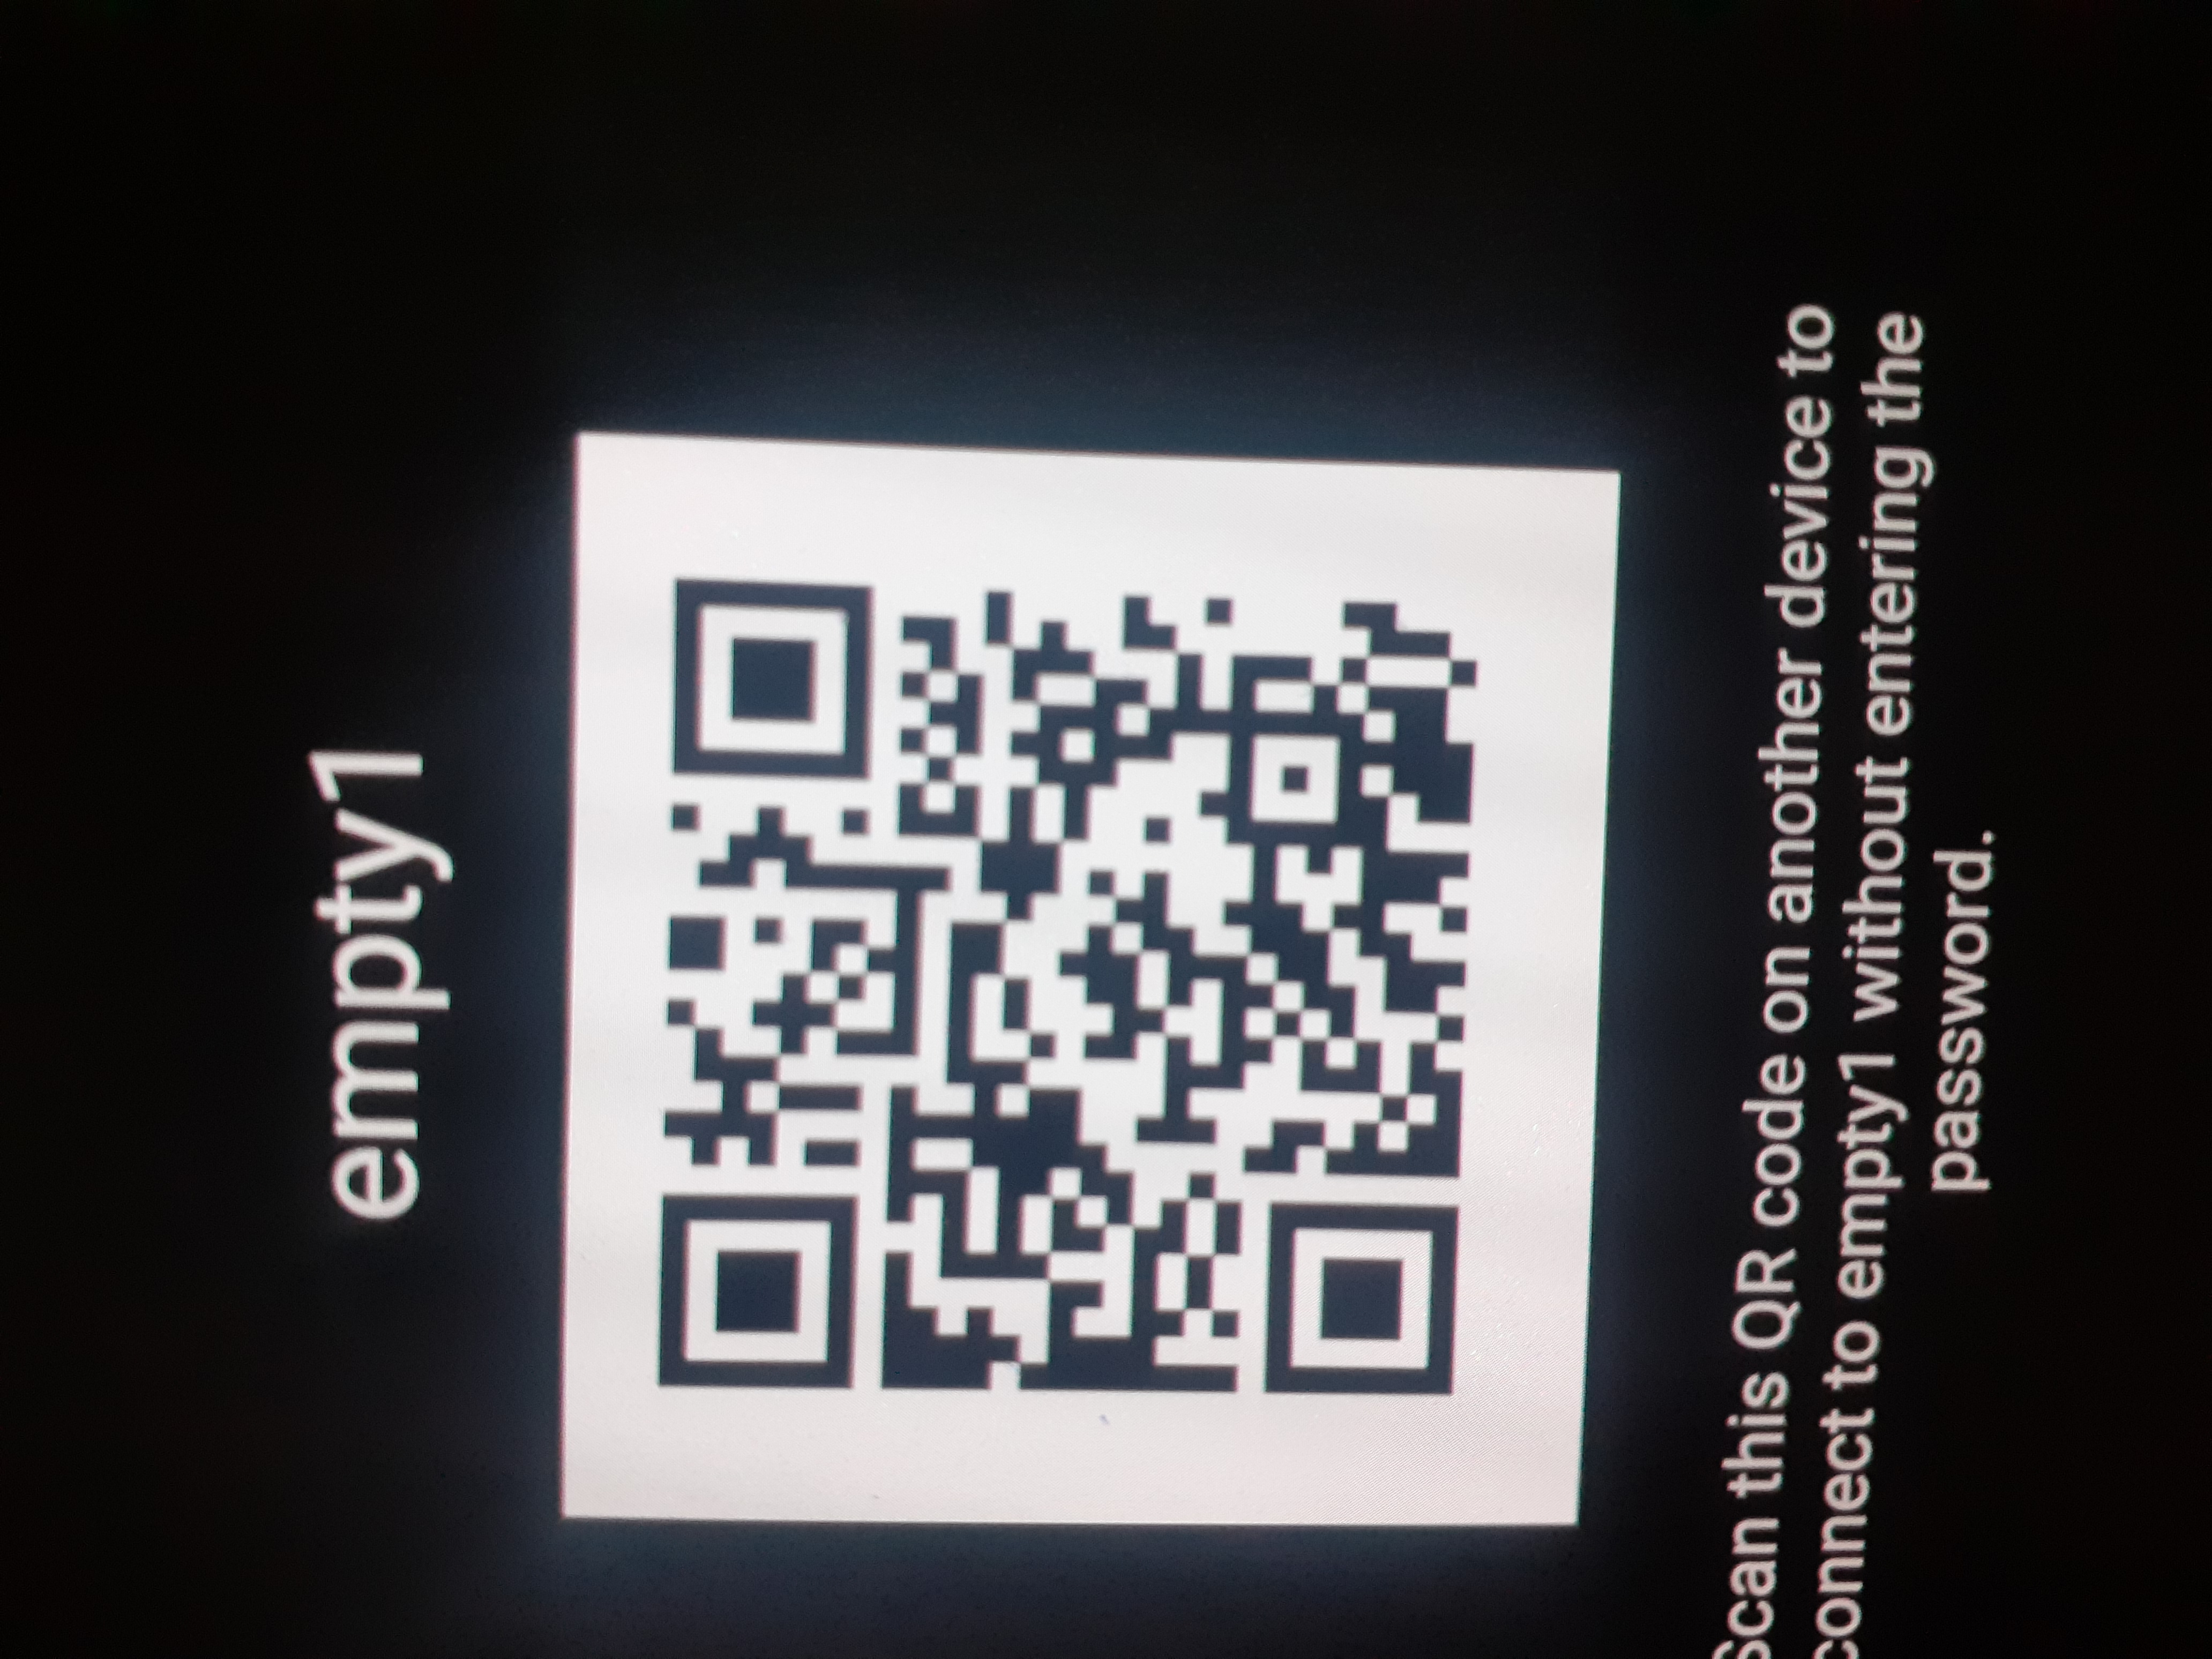 empty1
Scan this QR code on another device to
connect to empty1 without entering the
password.